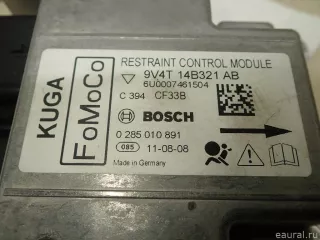 KUGA
FoMoCo
RESTRAINT CONTROL MODULE
9V4T 14B321 AB
6U0007461504
C 394 CF33B
BOSCH
0 285 010 891
085 11-08-08
Made in Germany
eaural.ru